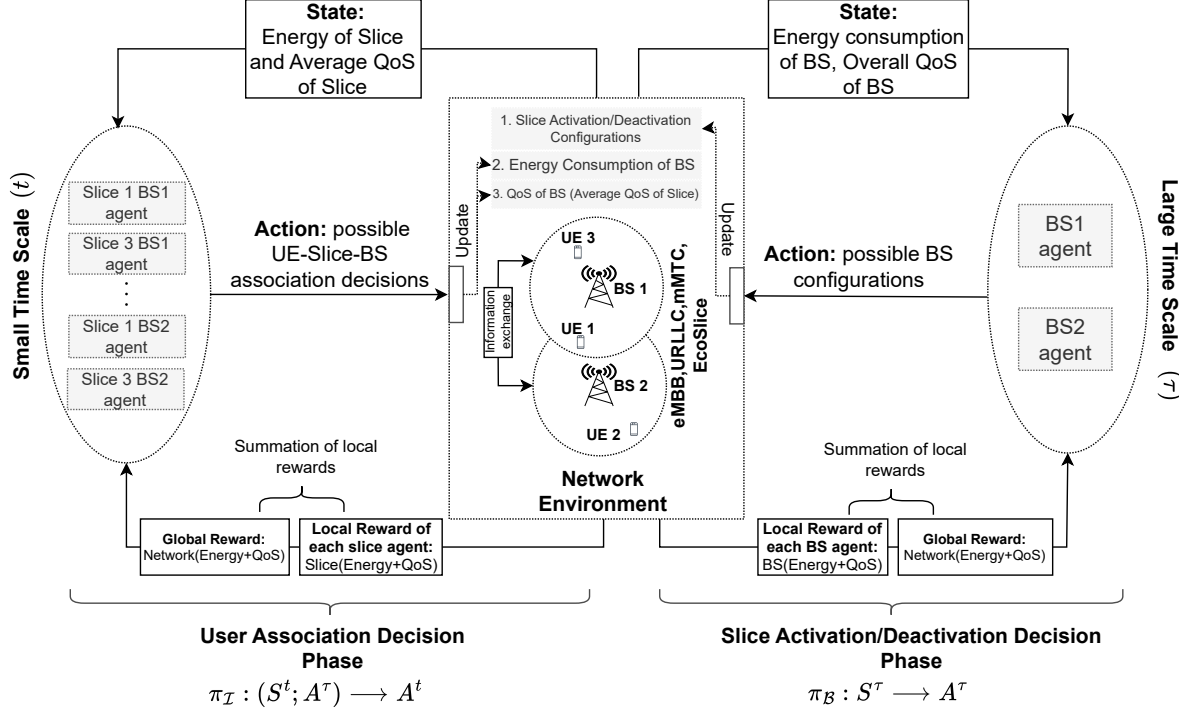 State:
Energy of Slice
and Average QoS
of Slice
State:
Energy consumption
of BS, Overall QoS
of BS
Small Time Scale (t)
Slice 1 BS1
agent
Slice 3 BS1
agent
Slice 1 BS2
agent
Slice 3 BS2
agent
Action: possible
UE-Slice-BS
association decisions
Update
1. Slice Activation/Deactivation
Configurations
2. Energy Consumption of BS
3. QoS of BS (Average QoS of Slice)
Information
exchange
UE 3
BS 1
UE 1
BS 2
UE 2
eMBB,URLLC,mMTC,
EcoSlice
Network
Environment
Update
Action: possible BS
configurations
BS1
agent
BS2
agent
Large Time Scale (τ)
Summation of local
rewards
Global Reward:
Network(Energy+QoS)
Local Reward of
each slice agent:
Slice(Energy+QoS)
Summation of local
rewards
Local Reward of
each BS agent:
BS(Energy+QoS)
Global Reward:
Network(Energy+QoS)
User Association Decision
Phase
π_𝓘 : (S^t; A^τ) ⟶ A^t
Slice Activation/Deactivation Decision
Phase
π_𝓑 : S^τ ⟶ A^τ